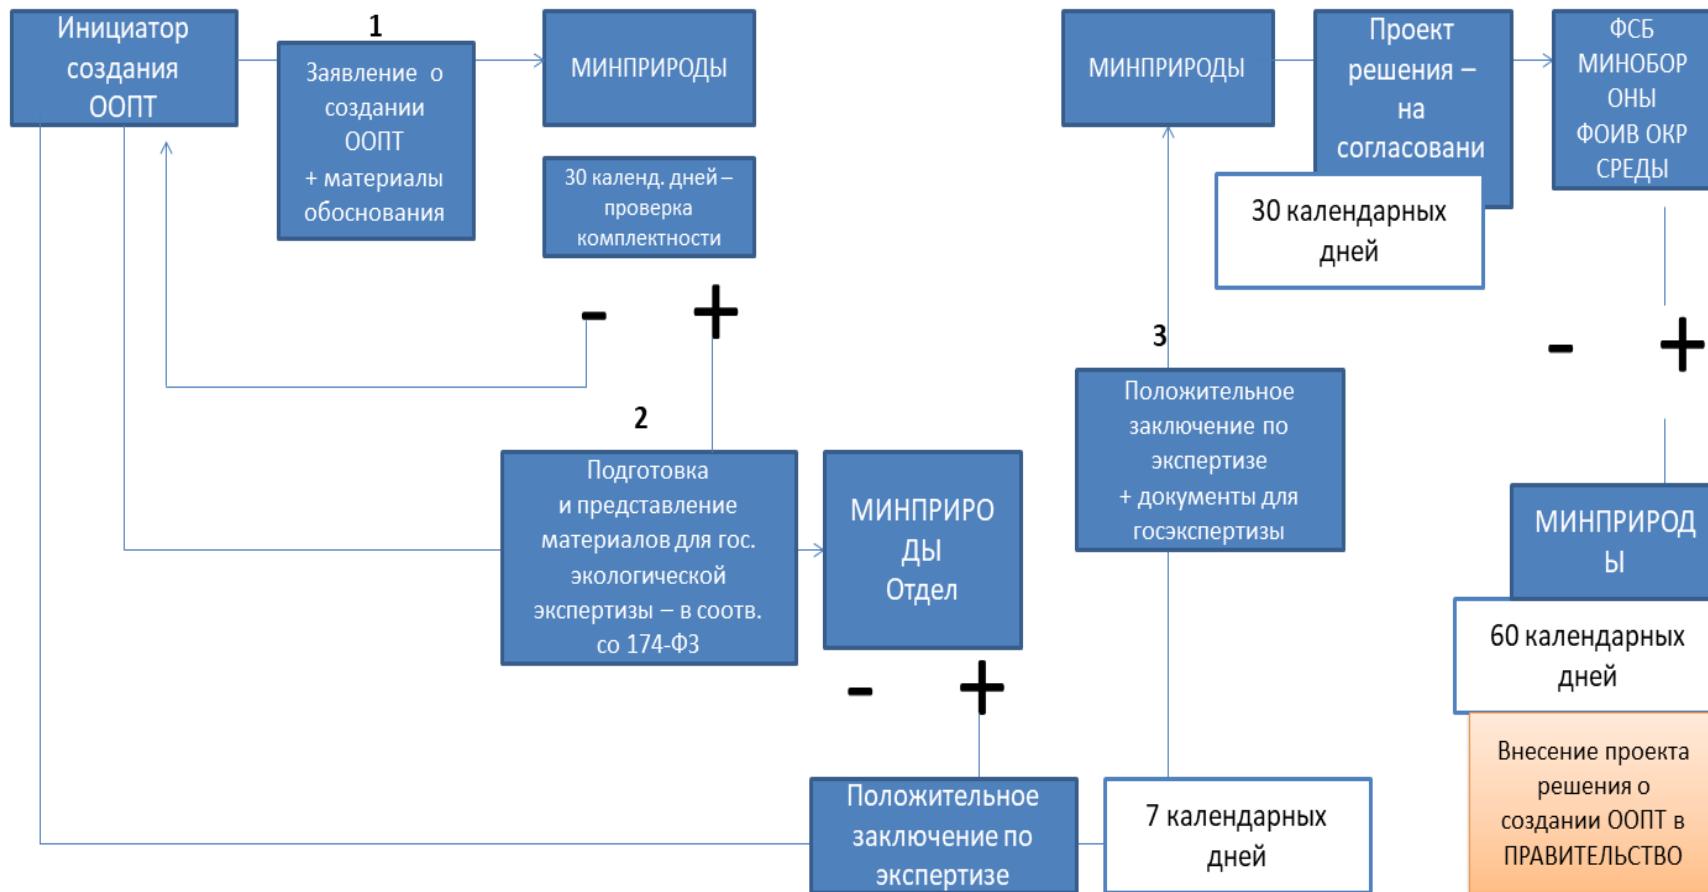 Инициатор
создания
ООПТ
1
Заявление о
создании
ООПТ
+ материалы
обоснования
МИНПРИРОДЫ
30 календ. дней –
проверка
комплектности
-
+
2
Подготовка
и представление
материалов для гос.
экологической
экспертизы – в соотв.
со 174-ФЗ
МИНПРИРО
ДЫ
Отдел
-
+
Положительное
заключение по
экспертизе
7 календарных
дней
3
Положительное
заключение по
экспертизе
+ документы для
госэкспертизы
МИНПРИРОДЫ
Проект
решения –
на
согласовани
30 календарных
дней
ФСБ
МИНОБОР
ОНЫ
ФОИВ ОКР
СРЕДЫ
-
+
МИНПРИРОД
Ы
60 календарных
дней
Внесение проекта
решения о
создании ООПТ в
ПРАВИТЕЛЬСТВО